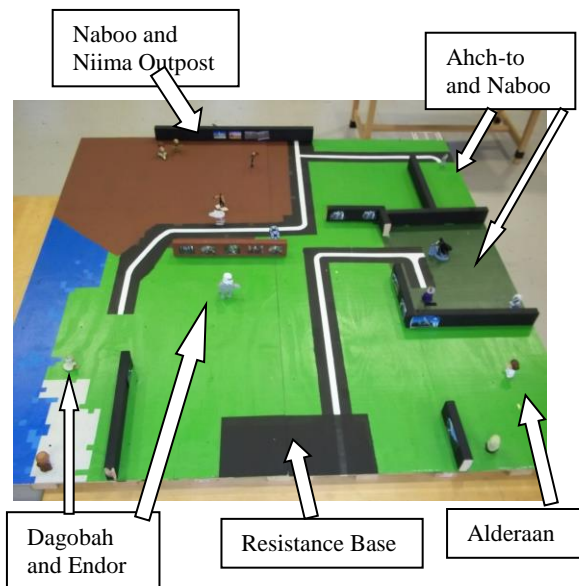 Naboo and
Niima Outpost
Ahch-to
and Naboo
Dagobah
and Endor
Resistance Base
Alderaan